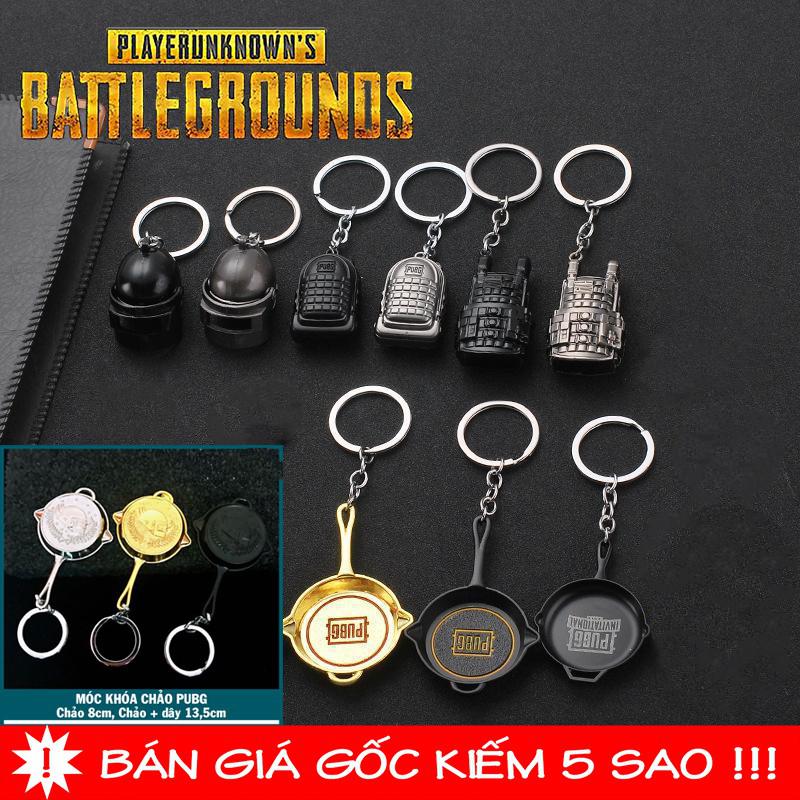 PLAYERUNKNOWN'S
BATTLEGROUNDS
PUBG
PUBG
PUBG
PUBG
PUBG
INVITATIONAL
MÓC KHÓA CHẢO PUBG
Chảo 8cm, Chảo + dây 13,5cm
! BÁN GIÁ GỐC KIẾM 5 SAO !!!